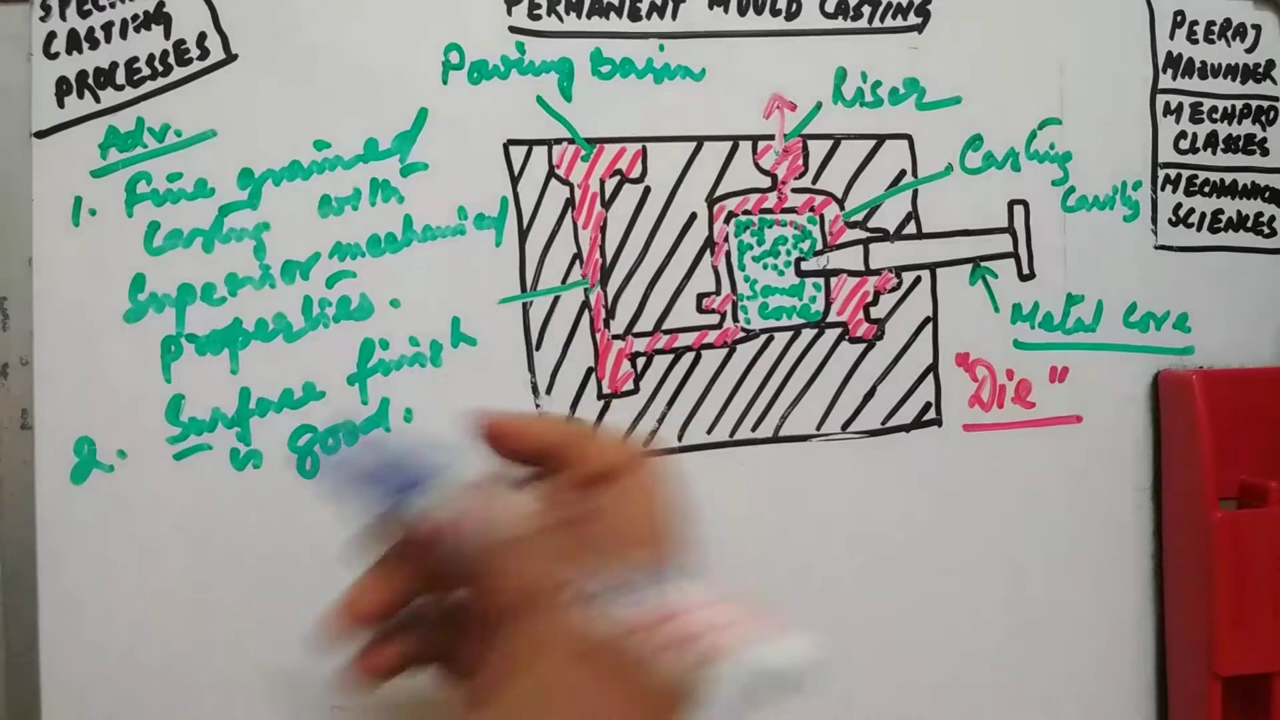 CASTING
PROCESSES
PERMANENT MOULD CASTING
PEERAJ
MAZUMDER
MECHPRO
CLASSES
MECHANICAL
SCIENCES
Adv.
1. Fine grained
casting with
superior mechanical
properties.
2. Surface finish
is good.
Pouring Basin
Riser
Casting
Cavity
Sand
Core
Metal Core
"Die"